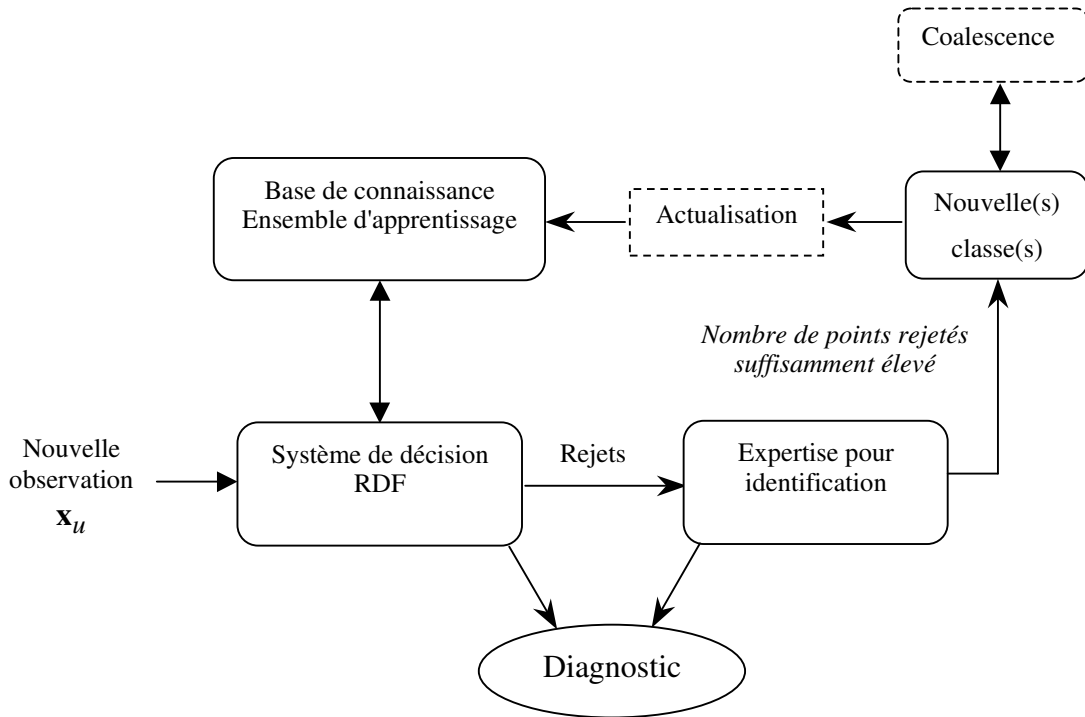 Coalescence
Base de connaissance
Ensemble d'apprentissage
Actualisation
Nouvelle(s)
classe(s)
Nombre de points rejetés
suffisamment élevé
Nouvelle
observation
x_u
Système de décision
RDF
Rejets
Expertise pour
identification
Diagnostic